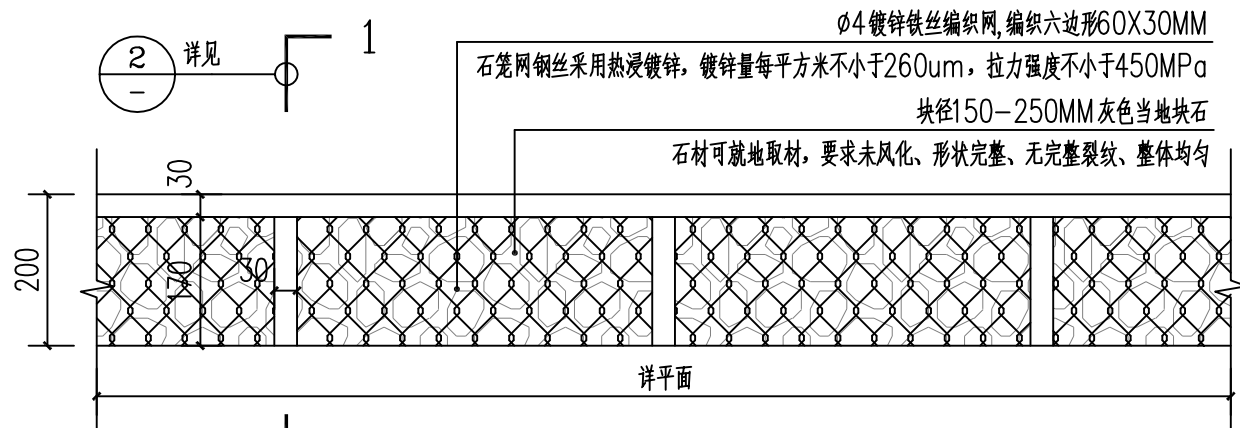 ø4镀锌铁丝编织网,编织六边形60X30MM
1
2
详见
-
石笼网钢丝采用热浸镀锌，镀锌量每平方米不小于260um，拉力强度不小于450MPa
块径150-250MM灰色当地块石
石材可就地取材，要求未风化、形状完整、无完整裂纹、整体均匀
30
200
170
30
详平面